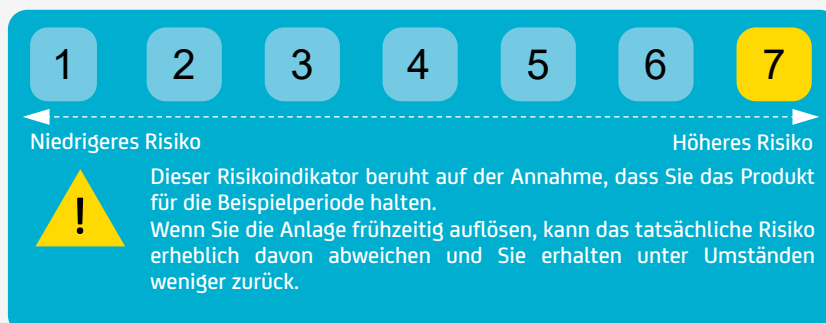 1 2 3 4 5 6 7
Niedrigeres Risiko Höheres Risiko
Dieser Risikoindikator beruht auf der Annahme, dass Sie das Produkt
für die Beispielperiode halten.
!
Wenn Sie die Anlage frühzeitig auflösen, kann das tatsächliche Risiko
erheblich davon abweichen und Sie erhalten unter Umständen
weniger zurück.